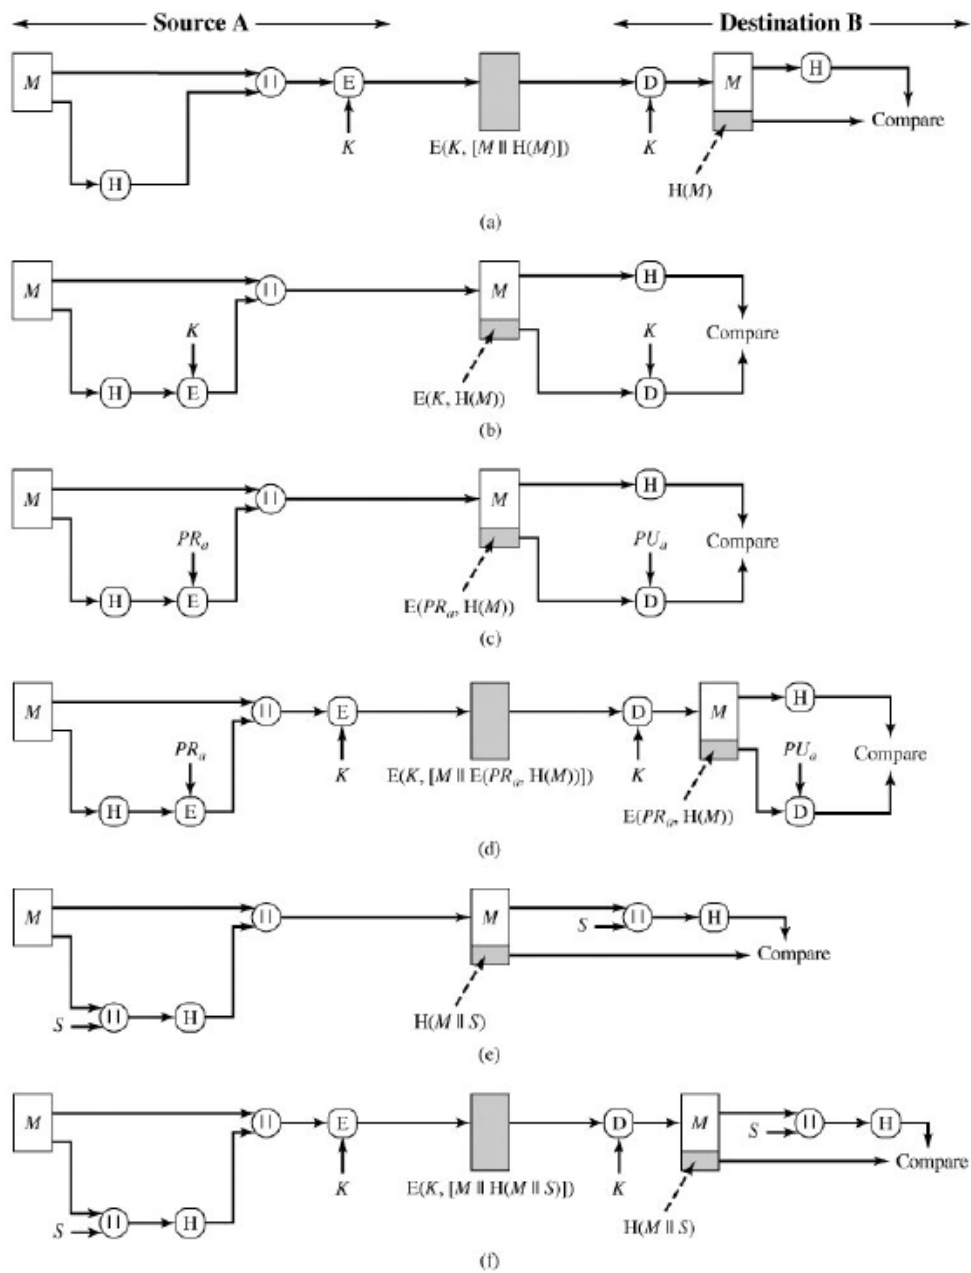 Source A
Destination B
M || E D M H
K E(K, [M || H(M)]) K Compare
H H(M)
(a)
M || M H
K K Compare
H E E(K, H(M)) D
(b)
M || M H
PRa PUa Compare
H E E(PRa, H(M)) D
(c)
M || E D M H
PRa K E(K, [M || E(PRa, H(M))]) K PUa Compare
H E E(PRa, H(M)) D
(d)
M || M S || H
Compare
S || H H(M || S)
(e)
M || E D M S || H
K E(K, [M || H(M || S)]) K Compare
S || H H(M || S)
(f)